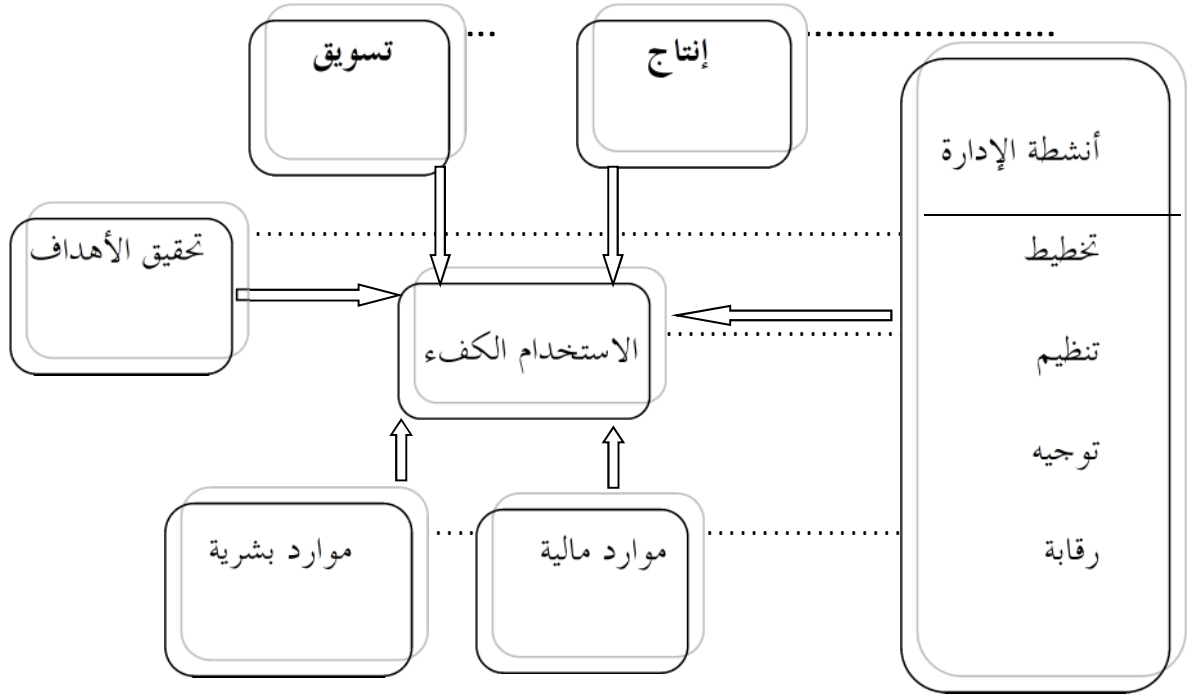 إنتاج
تسويق
أنشطة الإدارة
تخطيط
تنظيم
توجيه
رقابة
تحقيق الأهداف
الاستخدام الكفء
موارد مالية
موارد بشرية